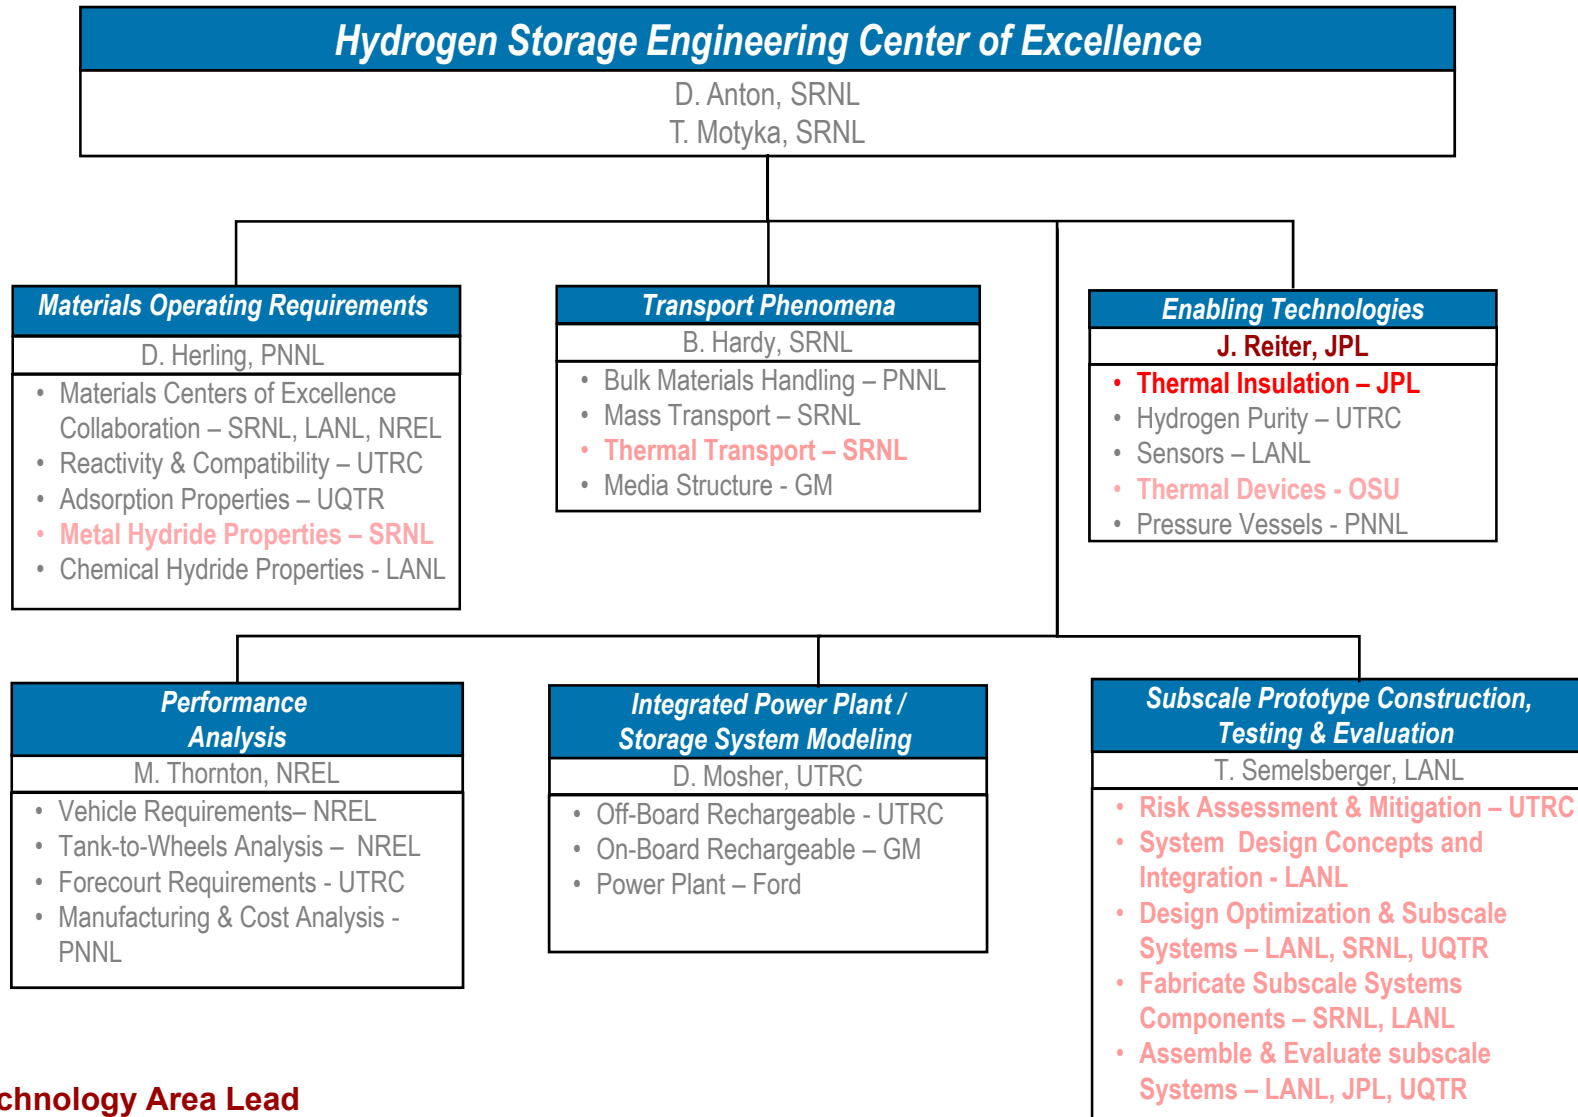 Hydrogen Storage Engineering Center of Excellence
D. Anton, SRNL
T. Motyka, SRNL
Materials Operating Requirements
D. Herling, PNNL
• Materials Centers of Excellence
Collaboration – SRNL, LANL, NREL
• Reactivity & Compatibility – UTRC
• Adsorption Properties – UQTR
• Metal Hydride Properties – SRNL
• Chemical Hydride Properties - LANL
Transport Phenomena
B. Hardy, SRNL
• Bulk Materials Handling – PNNL
• Mass Transport – SRNL
• Thermal Transport – SRNL
• Media Structure - GM
Enabling Technologies
J. Reiter, JPL
• Thermal Insulation – JPL
• Hydrogen Purity – UTRC
• Sensors – LANL
• Thermal Devices - OSU
• Pressure Vessels - PNNL
Performance
Analysis
M. Thornton, NREL
• Vehicle Requirements– NREL
• Tank-to-Wheels Analysis – NREL
• Forecourt Requirements - UTRC
• Manufacturing & Cost Analysis -
PNNL
Integrated Power Plant /
Storage System Modeling
D. Mosher, UTRC
• Off-Board Rechargeable - UTRC
• On-Board Rechargeable – GM
• Power Plant – Ford
Subscale Prototype Construction,
Testing & Evaluation
T. Semelsberger, LANL
• Risk Assessment & Mitigation – UTRC
• System Design Concepts and
Integration - LANL
• Design Optimization & Subscale
Systems – LANL, SRNL, UQTR
• Fabricate Subscale Systems
Components – SRNL, LANL
• Assemble & Evaluate subscale
Systems – LANL, JPL, UQTR
chnology Area Lead